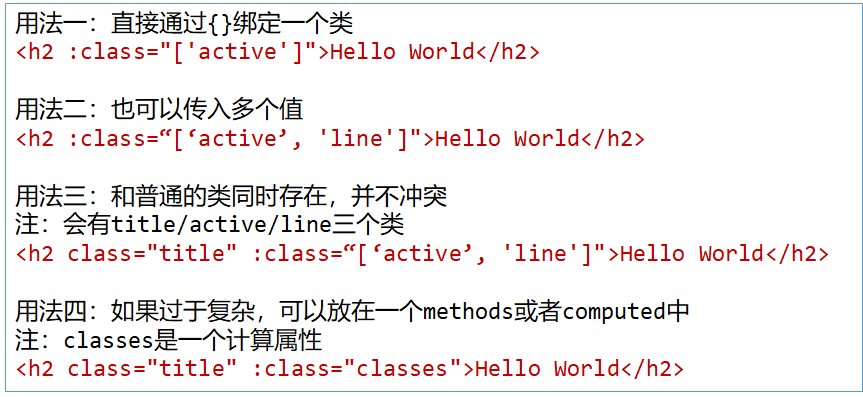 用法一：直接通过{}绑定一个类
<h2 :class="['active']">Hello World</h2>
用法二：也可以传入多个值
<h2 :class=“[‘active’, 'line']">Hello World</h2>
用法三：和普通的类同时存在，并不冲突
注：会有title/active/line三个类
<h2 class="title" :class=“[‘active’, 'line']">Hello World</h2>
用法四：如果过于复杂，可以放在一个methods或者computed中
注：classes是一个计算属性
<h2 class="title" :class="classes">Hello World</h2>